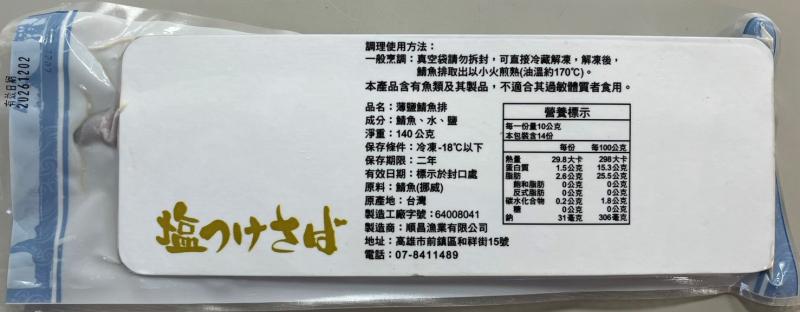 有效日期
20261202
調理使用方法：
一般烹調：真空袋請勿拆封，可直接冷藏解凍，解凍後，
鯖魚排取出以小火煎熟(油溫約170℃)。
本產品含有魚類及其製品，不適合其過敏體質者食用。
品名：薄鹽鯖魚排
成分：鯖魚、水、鹽
淨重：140公克
保存條件：冷凍-18℃以下
保存期限：二年
有效日期：標示於封口處
原料：鯖魚(挪威)
原產地：台灣
製造工廠字號：64008041
製造商：順昌漁業有限公司
地址：高雄市前鎮區和祥街15號
電話：07-8411489
營養標示
每一份量10公克
本包裝含14份
每份 每100公克
熱量 29.8大卡 298大卡
蛋白質 1.5公克 15.3公克
脂肪 2.6公克 25.5公克
飽和脂肪 0公克 0公克
反式脂肪 0公克 0公克
碳水化合物 0.2公克 1.8公克
糖 0公克 0公克
鈉 31毫克 306毫克
塩つけさば